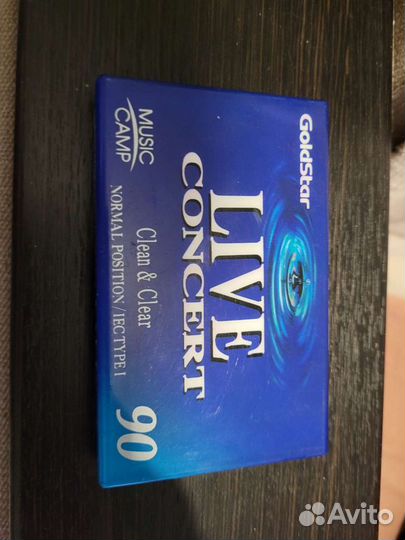 GoldStar
LIVE
CONCERT
MUSIC
CAMP
Clean & Clear
NORMAL POSITION / IEC TYPE I
90
Avito